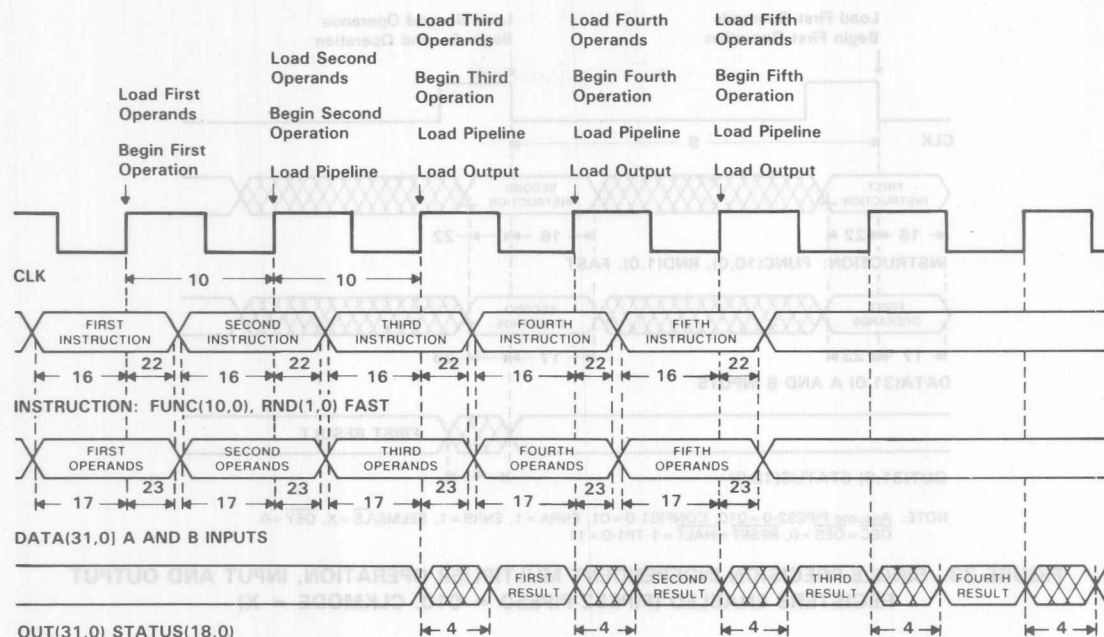 Load First
Operands
Begin First
Operation
Load Second
Operands
Begin Second
Operation
Load Pipeline
Load Third
Operands
Begin Third
Operation
Load Pipeline
Load Output
Load Fourth
Operands
Begin Fourth
Operation
Load Pipeline
Load Output
Load Fifth
Operands
Begin Fifth
Operation
Load Pipeline
Load Output
CLK
10 10
FIRST INSTRUCTION SECOND INSTRUCTION THIRD INSTRUCTION FOURTH INSTRUCTION FIFTH INSTRUCTION
16 22 16 22 16 22 16 22 16 22
INSTRUCTION: FUNC(10,0), RND(1,0) FAST
FIRST OPERANDS SECOND OPERANDS THIRD OPERANDS FOURTH OPERANDS FIFTH OPERANDS
17 23 17 23 17 23 17 23 17 23
DATA(31,0] A AND B INPUTS
FIRST RESULT SECOND RESULT THIRD RESULT FOURTH RESULT
4 4 4 4 4
OUT(31,0) STATUS(18,0)